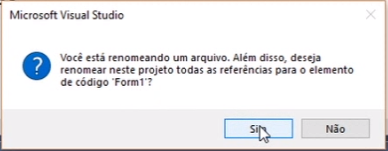 Microsoft Visual Studio
Você está renomeando um arquivo. Além disso, deseja
renomear neste projeto todas as referências para o elemento
de código 'Form1'?
Sim Não